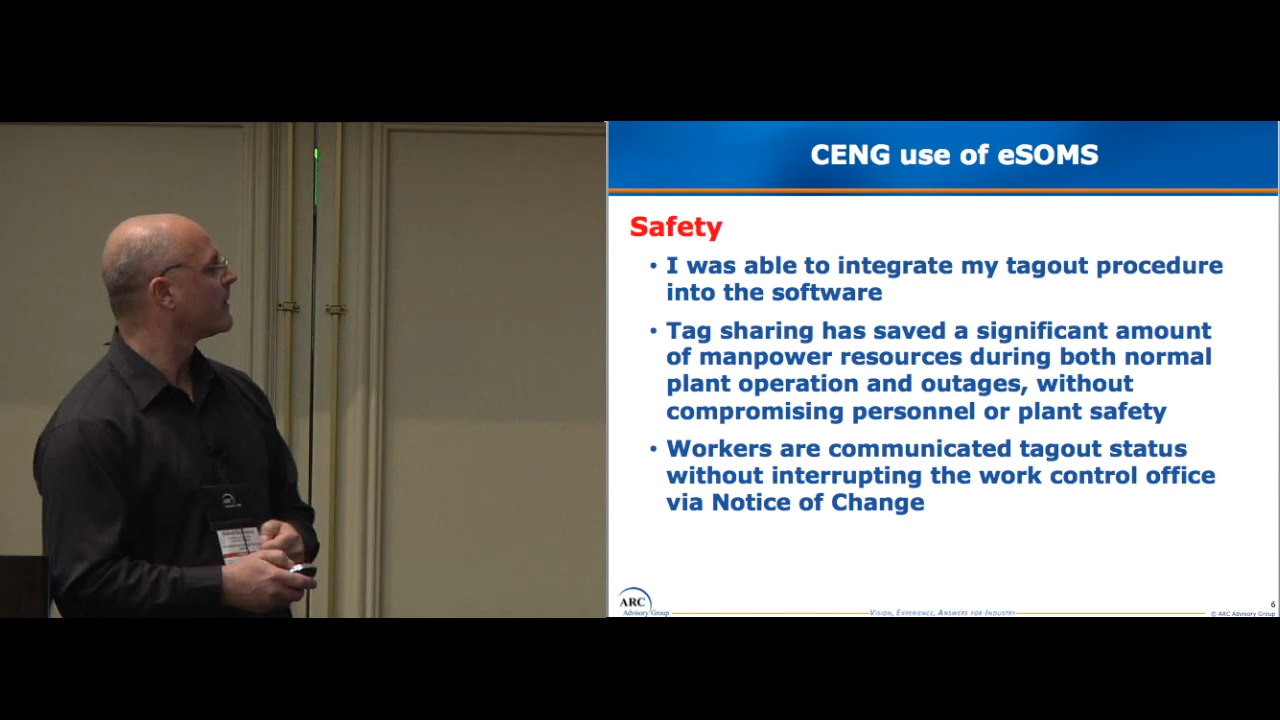 CENG use of eSOMS
Safety
• I was able to integrate my tagout procedure
into the software
• Tag sharing has saved a significant amount
of manpower resources during both normal
plant operation and outages, without
compromising personnel or plant safety
• Workers are communicated tagout status
without interrupting the work control office
via Notice of Change
ARC
Advisory Group
VISION, EXPERIENCE, ANSWERS FOR INDUSTRY
6
© ARC Advisory Group
ARC